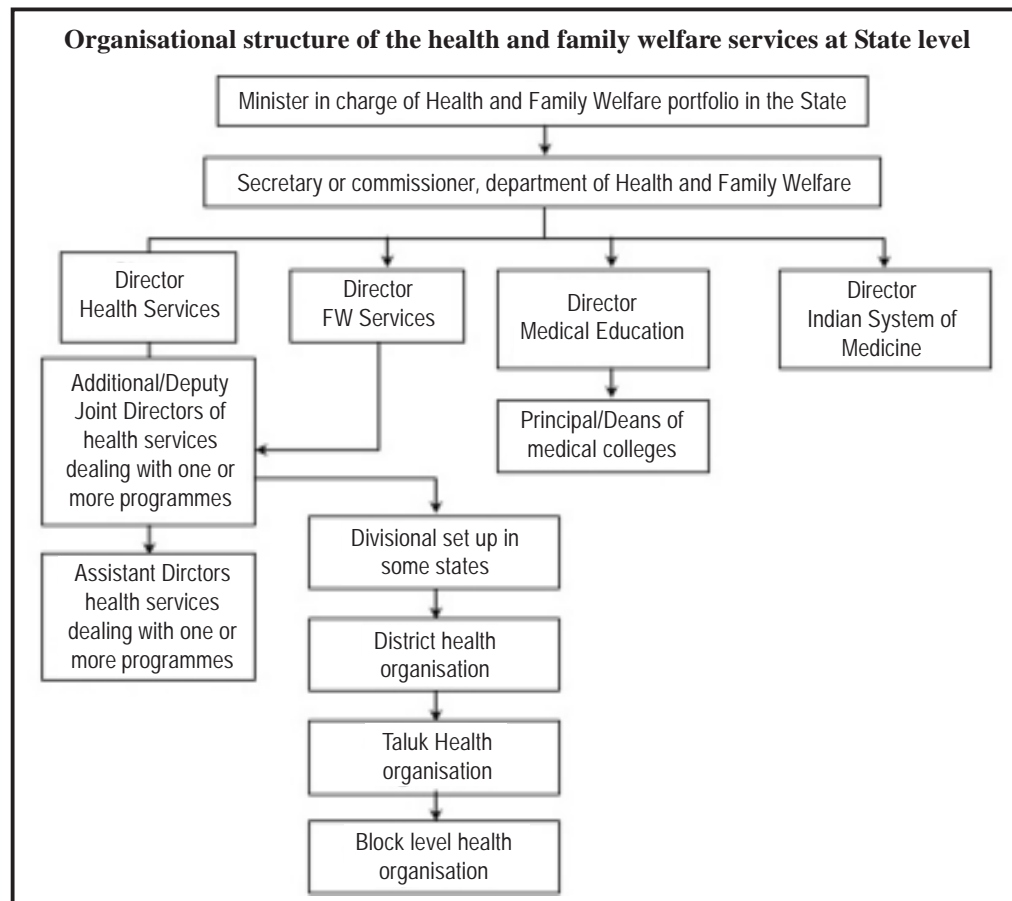 Organisational structure of the health and family welfare services at State level
Minister in charge of Health and Family Welfare portfolio in the State
Secretary or commissioner, department of Health and Family Welfare
Director
Health Services
Director
FW Services
Director
Medical Education
Director
Indian System of
Medicine
Additional/Deputy
Joint Directors of
health services
dealing with one or
more programmes
Principal/Deans of
medical colleges
Assistant Dirctors
health services
dealing with one or
more programmes
Divisional set up in
some states
District health
organisation
Taluk Health
organisation
Block level health
organisation